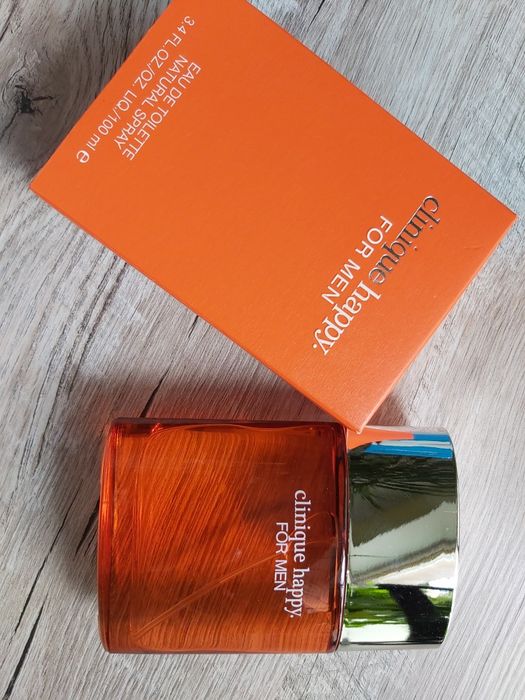 clinique happy.
FOR MEN
EAU DE TOILETTE
NATURAL SPRAY
3.4 FL.OZ/OZ. LIQ./100 ml e
clinique happy.
FOR MEN